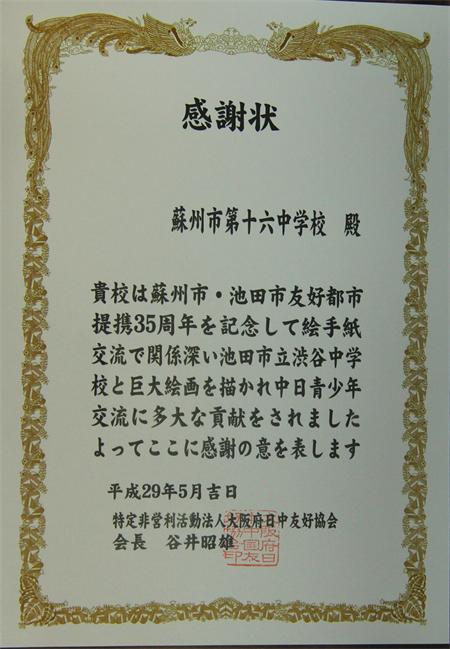 感謝状
蘇州市第十六中学校 殿
貴校は蘇州市・池田市友好都市
提携35周年を記念して絵手紙
交流で関係深い池田市立渋谷中学
校と巨大絵画を描かれ中日青少年
交流に多大な貢献をされました
よってここに感謝の意を表します
平成29年5月吉日
特定非営利活動法人大阪府日中友好協会
会長 谷井昭雄